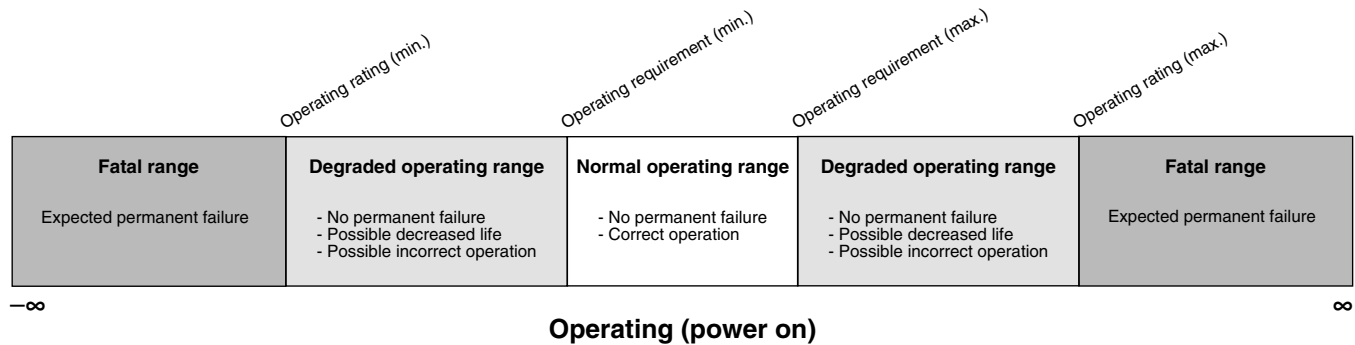 Operating rating (min.)
Operating requirement (min.)
Operating requirement (max.)
Operating rating (max.)
Fatal range
Expected permanent failure
Degraded operating range
- No permanent failure
- Possible decreased life
- Possible incorrect operation
Normal operating range
- No permanent failure
- Correct operation
Degraded operating range
- No permanent failure
- Possible decreased life
- Possible incorrect operation
Fatal range
Expected permanent failure
–∞
∞
Operating (power on)